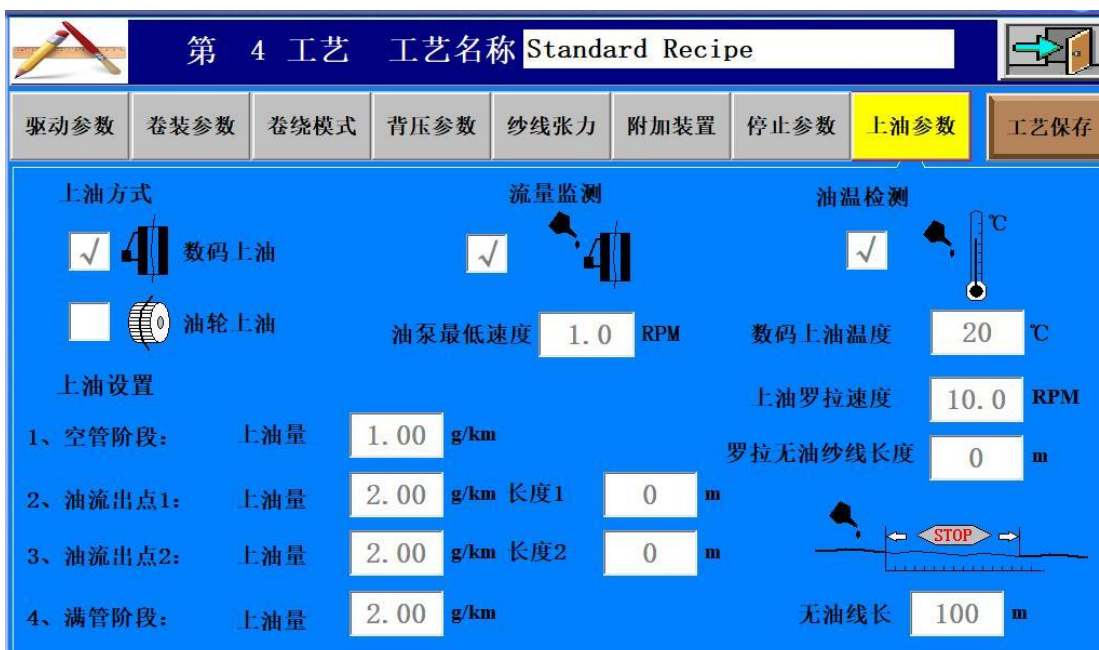 第 4 工艺 工艺名称 Standard Recipe
驱动参数 卷装参数 卷绕模式 背压参数 纱线张力 附加装置 停止参数 上油参数 工艺保存
上油方式 流量监测 油温检测
℃
√ 数码上油 √ √
油轮上油
油泵最低速度 1.0 RPM 数码上油温度 20 ℃
上油设置
上油罗拉速度 10.0 RPM
1、空管阶段: 上油量 1.00 g/km
罗拉无油纱线长度 0 m
2、油流出点1: 上油量 2.00 g/km 长度1 0 m
STOP
3、油流出点2: 上油量 2.00 g/km 长度2 0 m
4、满管阶段: 上油量 2.00 g/km 无油线长 100 m